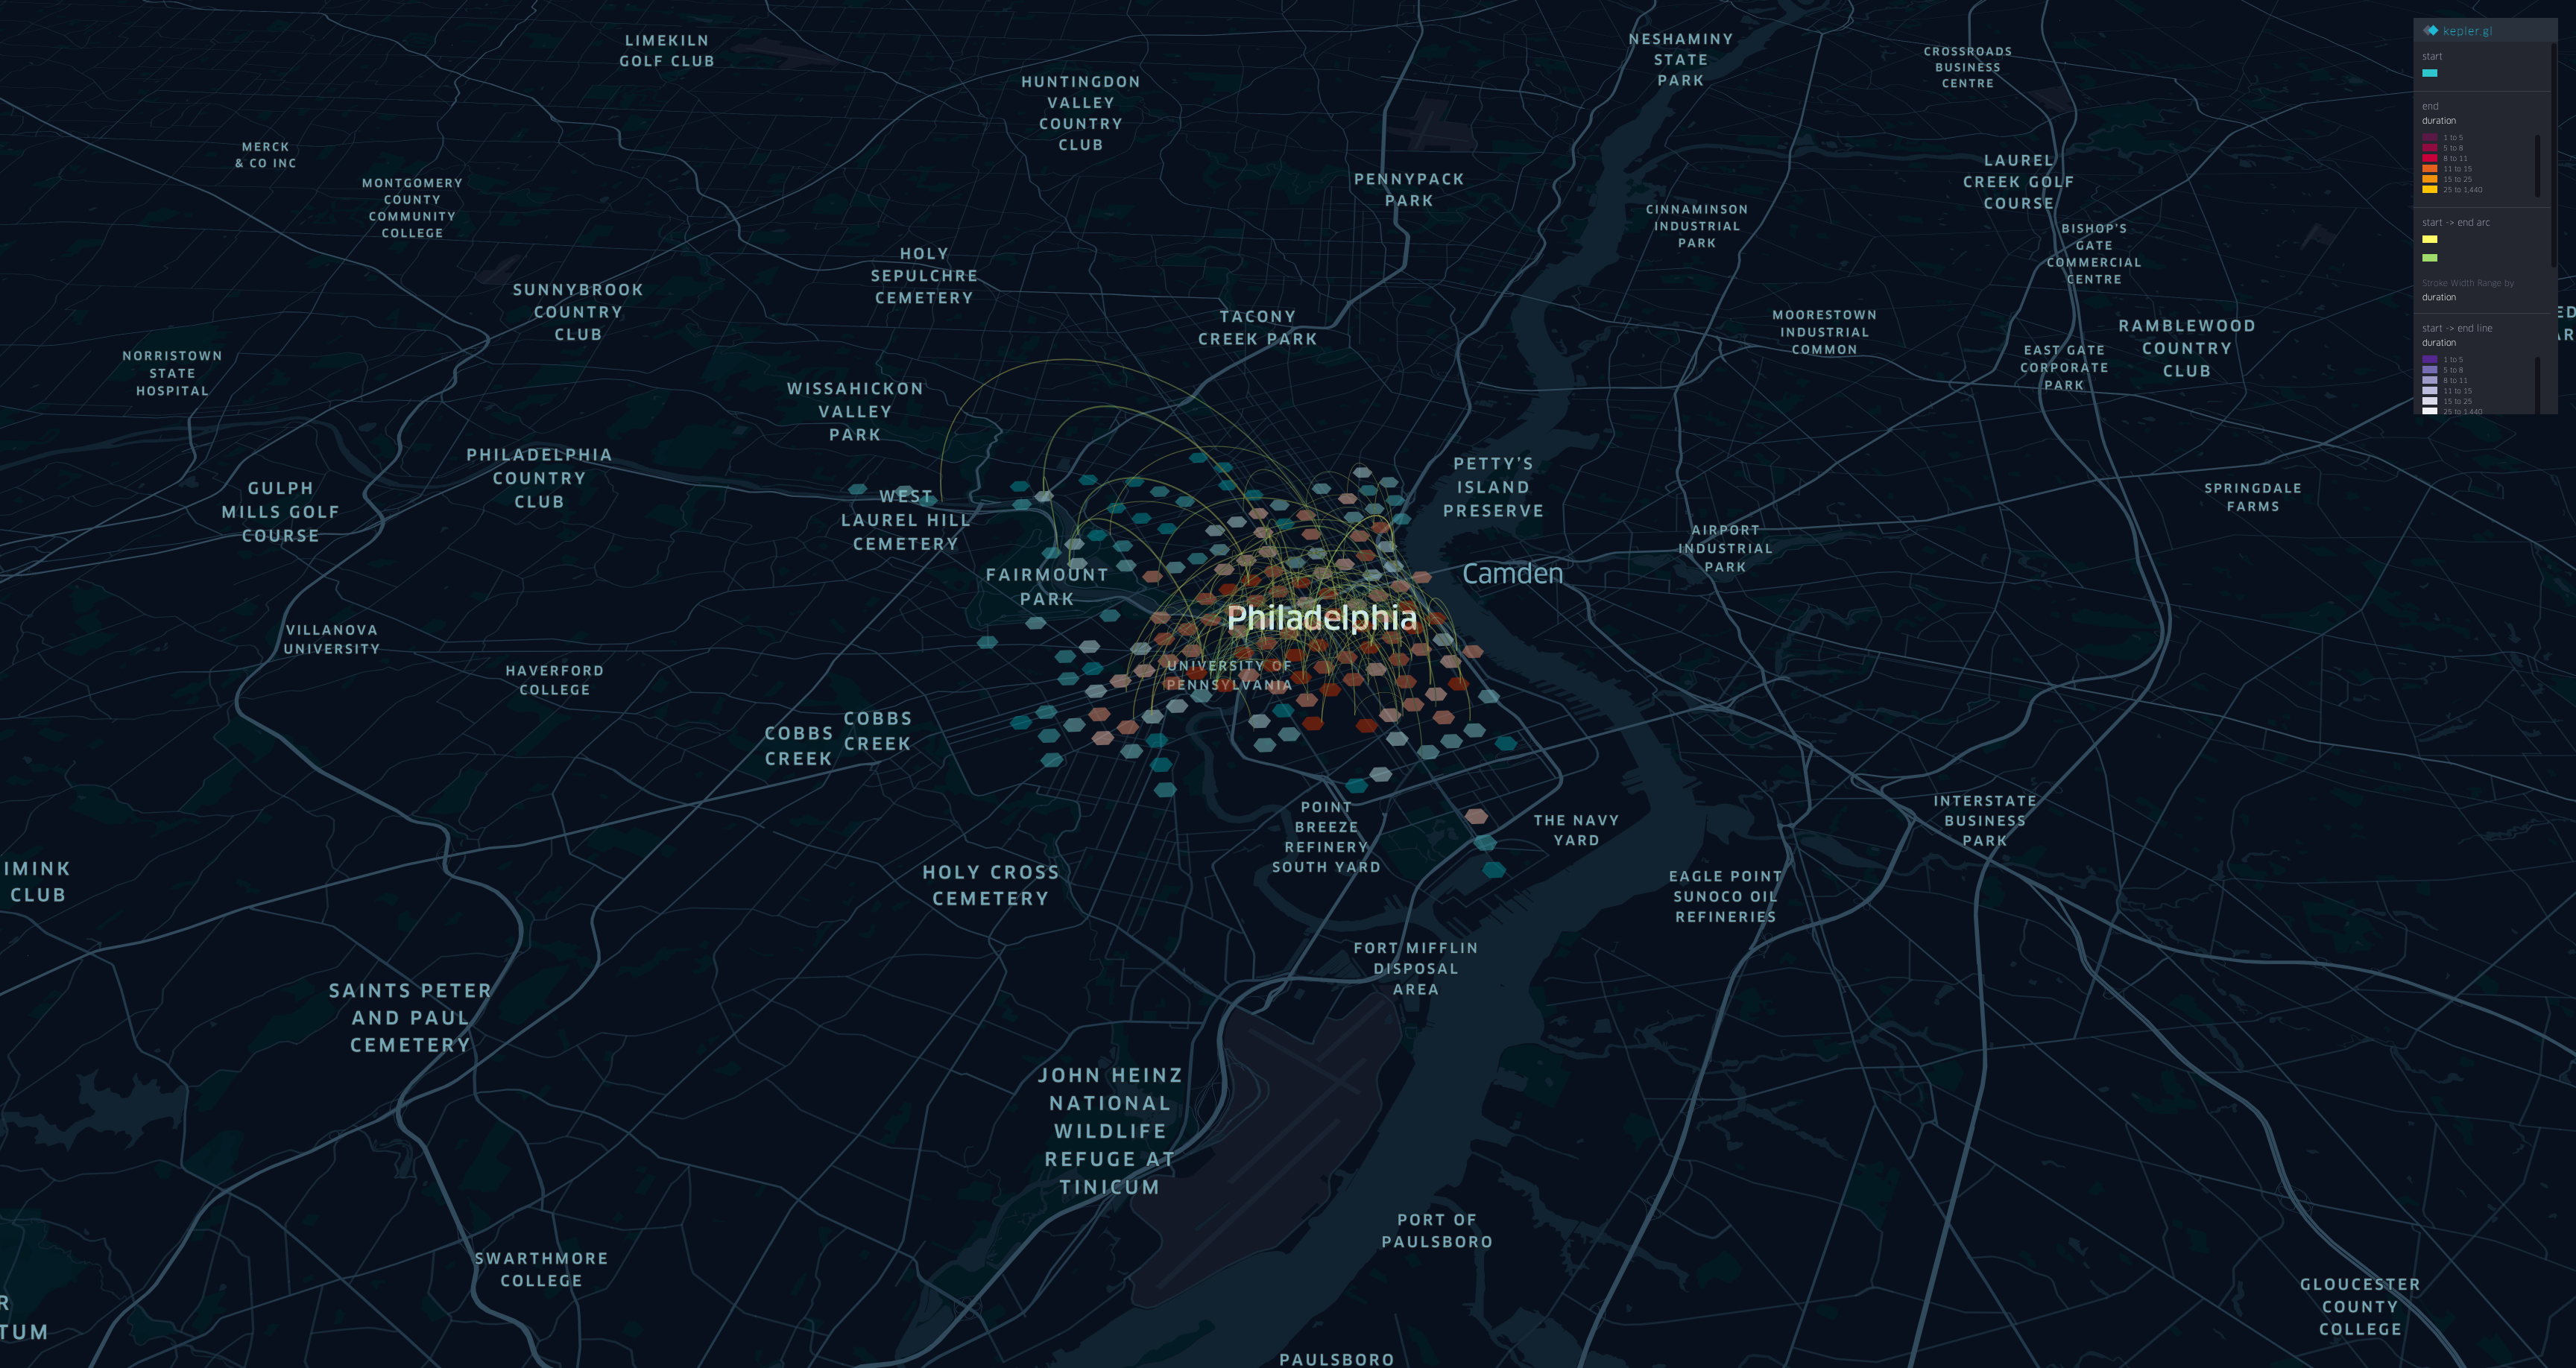 LIMEKILN
GOLF CLUB
HUNTINGDON
VALLEY
COUNTRY
CLUB
NESHAMINY
STATE
PARK
CROSSROADS
BUSINESS
CENTRE
MERCK
& CO INC
MONTGOMERY
COUNTY
COMMUNITY
COLLEGE
PENNYPACK
PARK
LAUREL
CREEK GOLF
COURSE
CINNAMINSON
INDUSTRIAL
PARK
BISHOP'S
GATE
COMMERCIAL
CENTRE
HOLY
SEPULCHRE
CEMETERY
SUNNYBROOK
COUNTRY
CLUB
TACONY
CREEK PARK
MOORESTOWN
INDUSTRIAL
COMMON
RAMBLEWOOD
COUNTRY
CLUB
EAST GATE
CORPORATE
PARK
NORRISTOWN
STATE
HOSPITAL
WISSAHICKON
VALLEY
PARK
PHILADELPHIA
COUNTRY
CLUB
GULPH
MILLS GOLF
COURSE
WEST
LAUREL HILL
CEMETERY
PETTY'S
ISLAND
PRESERVE
SPRINGDALE
FARMS
AIRPORT
INDUSTRIAL
PARK
FAIRMOUNT
PARK
Camden
Philadelphia
VILLANOVA
UNIVERSITY
HAVERFORD
COLLEGE
UNIVERSITY OF
PENNSYLVANIA
COBBS
CREEK
COBBS
CREEK
POINT
BREEZE
REFINERY
SOUTH YARD
THE NAVY
YARD
INTERSTATE
BUSINESS
PARK
IMINK
CLUB
HOLY CROSS
CEMETERY
EAGLE POINT
SUNOCO OIL
REFINERIES
FORT MIFFLIN
DISPOSAL
AREA
SAINTS PETER
AND PAUL
CEMETERY
JOHN HEINZ
NATIONAL
WILDLIFE
REFUGE AT
TINICUM
PORT OF
PAULSBORO
SWARTHMORE
COLLEGE
GLOUCESTER
COUNTY
COLLEGE
R
TUM
PAULSBORO
ED
AR
kepler.gl
start
end
duration
1 to 5
5 to 8
8 to 11
11 to 15
15 to 25
25 to 1,440
start -> end arc
Stroke Width Range by
duration
start -> end line
duration
1 to 5
5 to 8
8 to 11
11 to 15
15 to 25
25 to 1,440